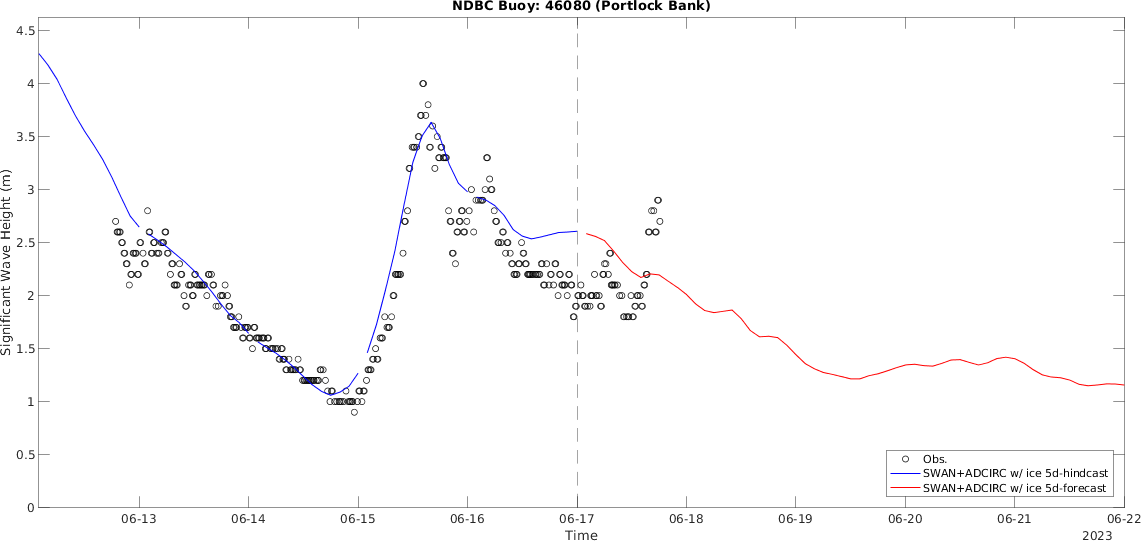 NDBC Buoy: 46080 (Portlock Bank)
4.5
4
3.5
3
2.5
2
1.5
1
0.5
0
Significant Wave Height (m)
Obs.
SWAN+ADCIRC w/ ice 5d-hindcast
SWAN+ADCIRC w/ ice 5d-forecast
06-13 06-14 06-15 06-16 06-17 06-18 06-19 06-20 06-21 06-22
Time
2023